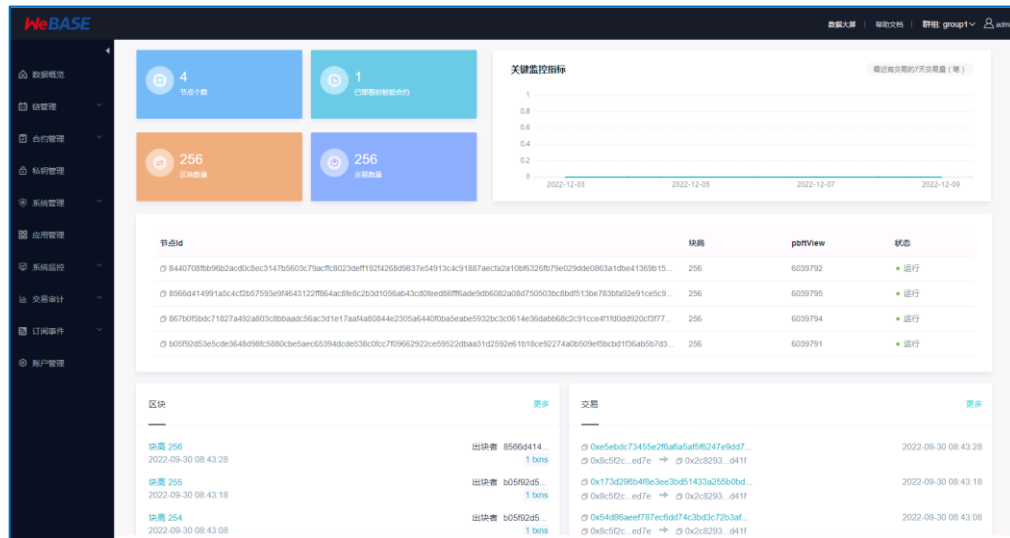 WeBASE
数据大屏 | 帮助文档 | 群组: group1 adm
数据概览
链管理
合约管理
私钥管理
系统管理
应用管理
系统监控
交易审计
订阅事件
账户管理
4
节点个数
1
已部署的智能合约
256
区块数量
256
交易数量
关键监控指标
最近有交易的7天交易量（笔）
1
0.8
0.6
0.4
0.2
0
2022-12-03 2022-12-05 2022-12-07 2022-12-09
节点Id 块高 pbftView 状态
8440708fbb96b2acd0c8ec3147b5603c79acffc8023deff192f4268d9837e54913c4c91887aecfa2a10bf6326fb79e029dde0863a1dbe41369b15... 256 6039792 运行
8566d414991a5c4cf2b57593e9f4643122ff864ac8fe8c2b3d1056ab43cd0feed86fff6ade9db6082a08d750503bc8bdf513be783bfa92e91ce5c9... 256 6039795 运行
867b0f5bdc71827a492a803c8bbaadc56ac3d1e17aaf4a80844e2305a6440f0ba5eabe5932bc3c0614e36dabb68c2c91cce4f1fd0dd920cf3f77... 256 6039794 运行
b05f92d53e5cde3648d98fc5880cbe5aec65394dcde538c0fcc7f09662922ce59522dbaa31d2592e61b18ce92274a0b509ef5bcbd1f36ab5b7d3... 256 6039791 运行
区块 更多
块高 256 出块者 8566d414...
2022-09-30 08:43:28 1 txns
块高 255 出块者 b05f92d5...
2022-09-30 08:43:18 1 txns
块高 254 出块者 b05f92d5...
2022-09-30 08:43:08 1 txns
交易 更多
0xe5ebdc73455e2f6a6a5af5f6247e9dd7... 2022-09-30 08:43:28
0x8c5f2c...ed7e 0x2c8293...d41f
0x173d296b4f8e3ee3bd51433a255b0bd... 2022-09-30 08:43:18
0x8c5f2c...ed7e 0x2c8293...d41f
0x54d86aeef787ec6dd74c3bd3c72b3af... 2022-09-30 08:43:08
0x8c5f2c...ed7e 0x2c8293...d41f